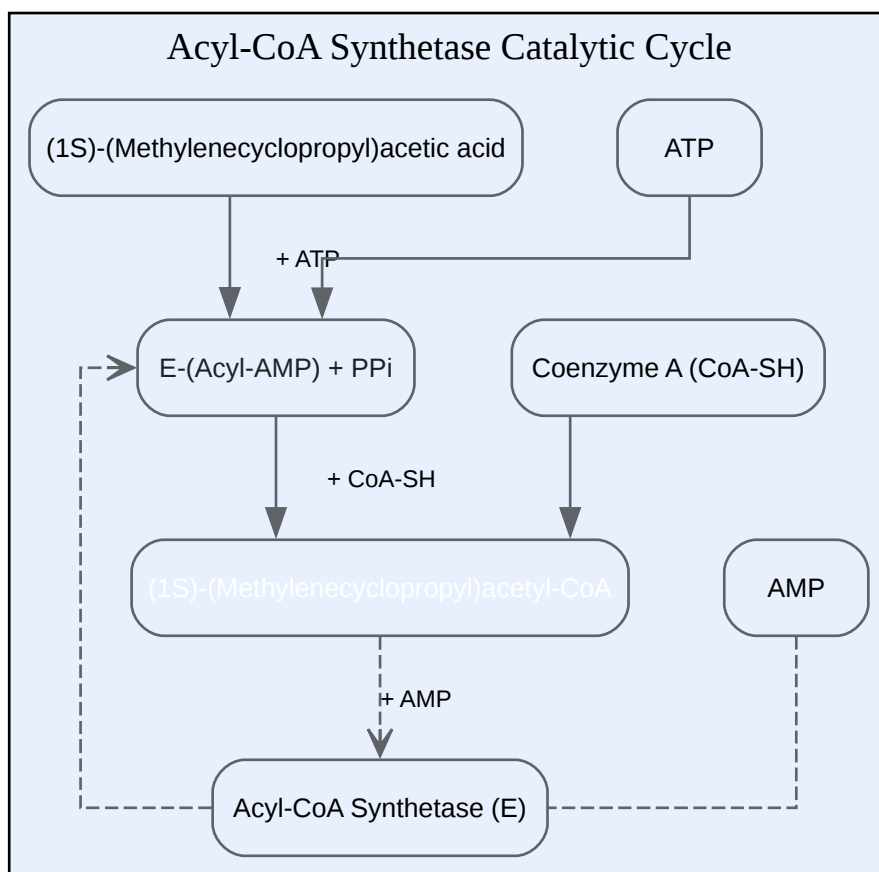 Acyl-CoA Synthetase Catalytic Cycle
(1S)-(Methylenecyclopropyl)acetic acid
ATP
+ ATP
E-(Acyl-AMP) + PPi
Coenzyme A (CoA-SH)
+ CoA-SH
(1S)-(Methylenecyclopropyl)acetyl-CoA
AMP
+ AMP
Acyl-CoA Synthetase (E)